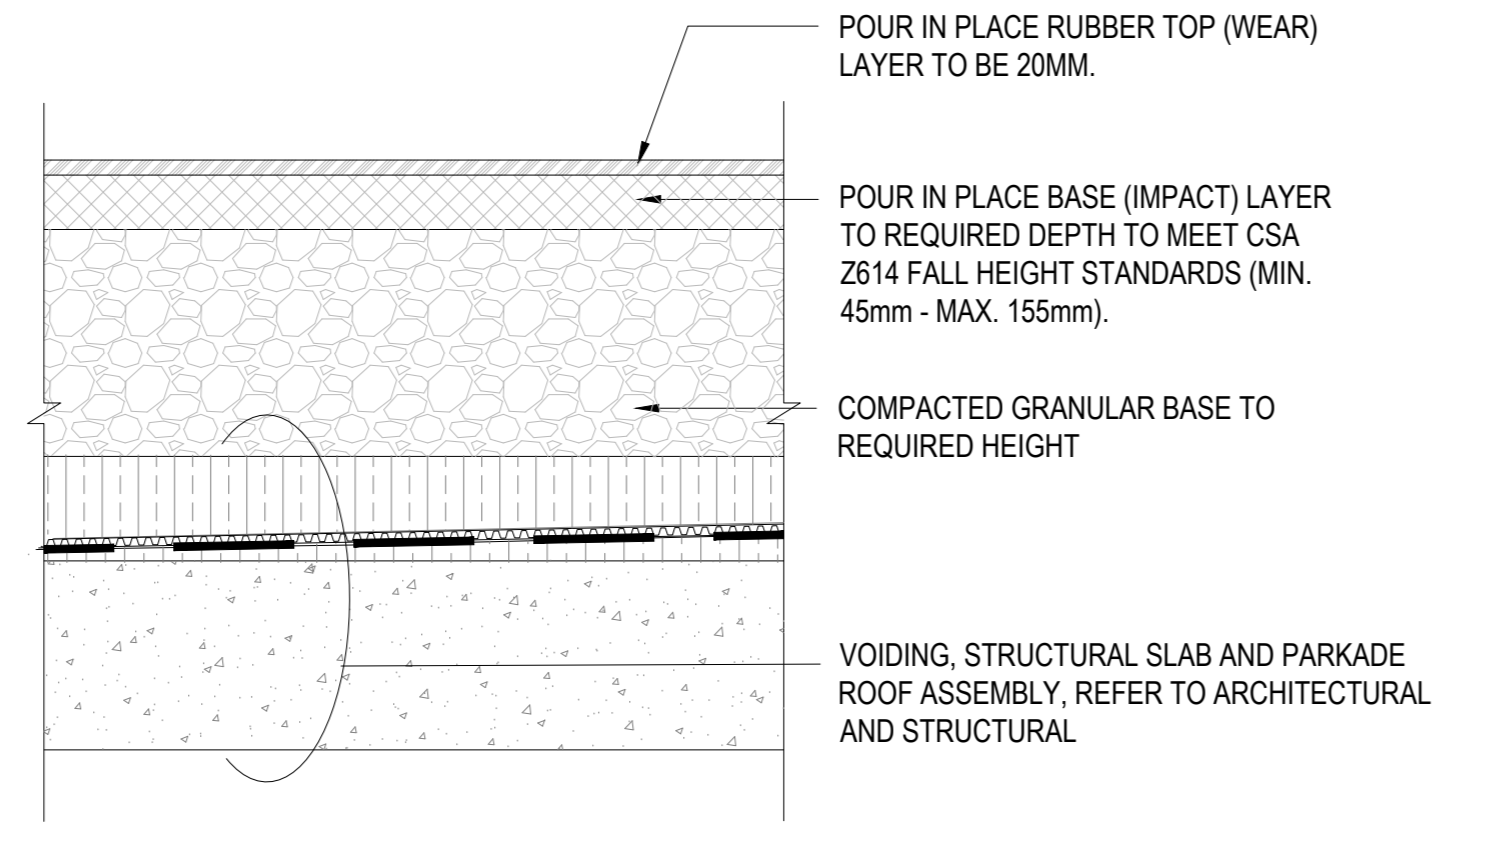 POUR IN PLACE RUBBER TOP (WEAR)
LAYER TO BE 20MM.
POUR IN PLACE BASE (IMPACT) LAYER
TO REQUIRED DEPTH TO MEET CSA
Z614 FALL HEIGHT STANDARDS (MIN.
45mm - MAX. 155mm).
COMPACTED GRANULAR BASE TO
REQUIRED HEIGHT
VOIDING, STRUCTURAL SLAB AND PARKADE
ROOF ASSEMBLY, REFER TO ARCHITECTURAL
AND STRUCTURAL